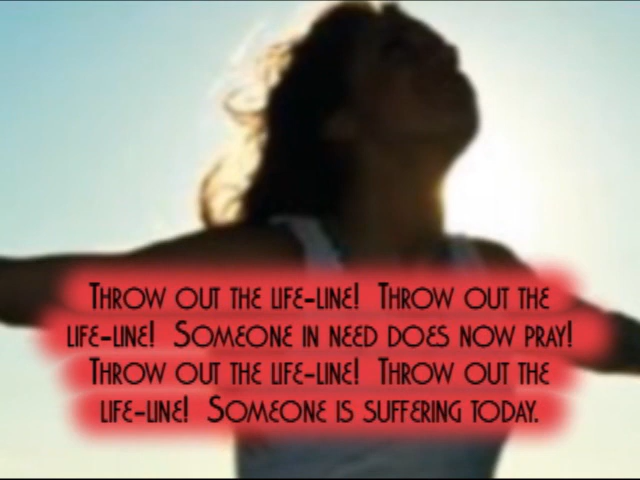 Throw out the life-line!  Throw out the
life-line!  Someone in need does now pray!
Throw out the life-line!  Throw out the
life-line!  Someone is suffering today.